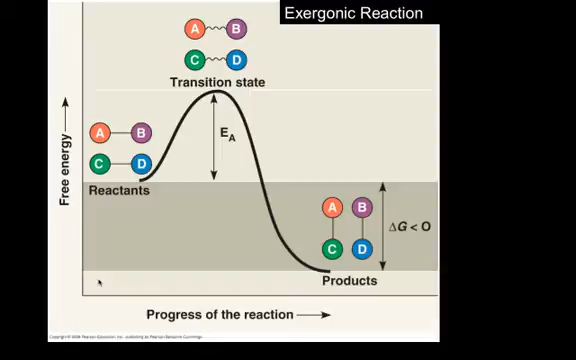 Exergonic Reaction
A B
C D
Transition state
A B
C D
Reactants
EA
Free energy
A B
C D
ΔG < O
Products
Progress of the reaction